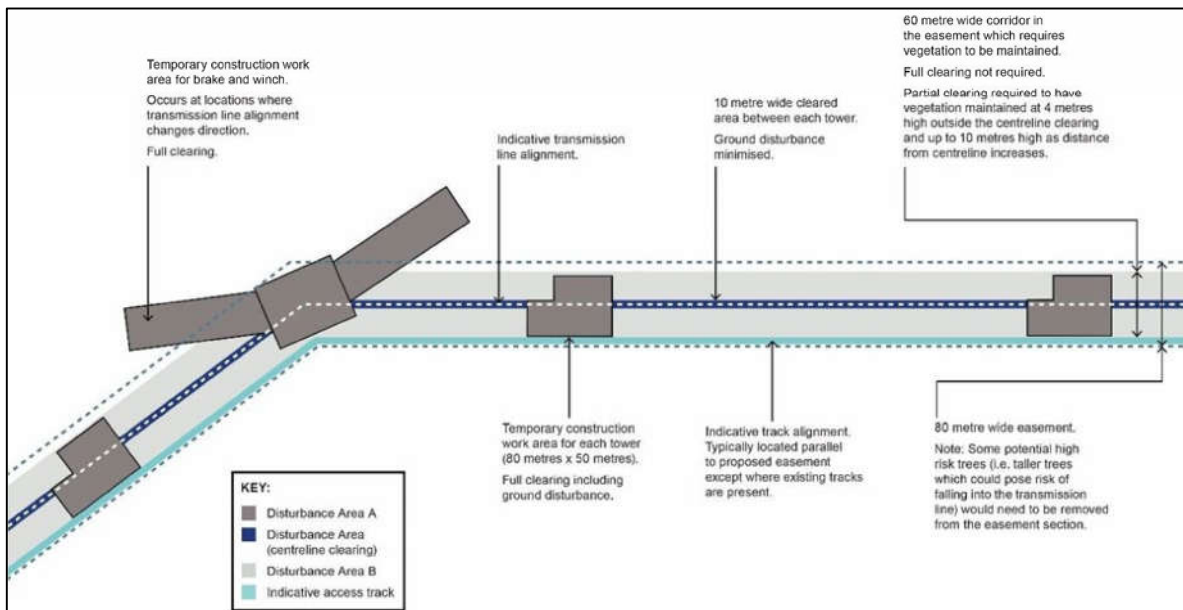 Temporary construction work
area for brake and winch.
Occurs at locations where
transmission line alignment
changes direction.
Full clearing.
Indicative transmission
line alignment.
10 metre wide cleared
area between each tower.
Ground disturbance
minimised.
60 metre wide corridor in
the easement which requires
vegetation to be maintained.
Full clearing not required.
Partial clearing required to have
vegetation maintained at 4 metres
high outside the centreline clearing
and up to 10 metres high as distance
from centreline increases.
Temporary construction
work area for each tower
(80 metres x 50 metres).
Full clearing including
ground disturbance.
Indicative track alignment.
Typically located parallel
to proposed easement
except where existing tracks
are present.
80 metre wide easement.
Note: Some potential high
risk trees (i.e. taller trees
which could pose risk of
falling into the transmission
line) would need to be removed
from the easement section.
KEY:
Disturbance Area A
Disturbance Area
(centreline clearing)
Disturbance Area B
Indicative access track